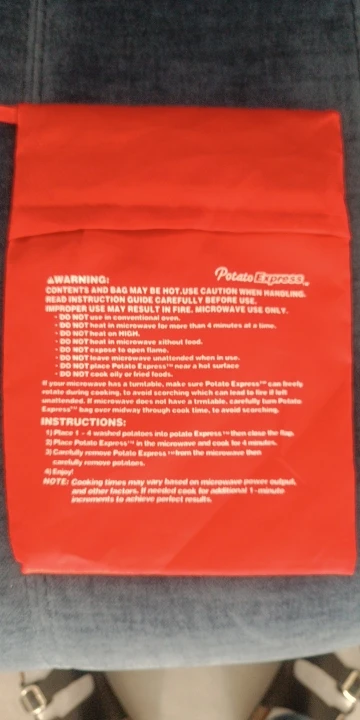 Potato Express™
⚠WARNING:
CONTENTS AND BAG MAY BE HOT.USE CAUTION WHEN HANDLING.
READ INSTRUCTION GUIDE CAREFULLY BEFORE USE.
IMPROPER USE MAY RESULT IN FIRE. MICROWAVE USE ONLY.
- DO NOT use in conventional oven.
- DO NOT heat in microwave for more than 4 minutes at a time.
- DO NOT heat on HIGH.
- DO NOT heat in microwave without food.
- DO NOT expose to open flame.
- DO NOT leave microwave unattended when in use.
- DO NOT place Potato Express™ near a hot surface
- DO NOT cook oily or fried foods.
If your microwave has a turntable, make sure Potato Express™ can freely
rotate during cooking, to avoid scorching which can lead to fire if left
unattended. If microwave does not have a trrntable, carefully turn Potato
Express™ bag over midway through cook time, to avoid scorching.
INSTRUCTIONS:
1) Place 1 - 4 washed potatoes into potato Express™ then close the flap.
2) Place Potato Express™ in the microwave and cook for 4 minutes.
3) Carefully remove Potato Express™ from the microwave then
carefully remove potatoes.
4) Enjoy!
NOTE: Cooking times may vary based on microwave power output,
and other factors. If needed cook for additional 1-minute
increments to achieve perfect results.